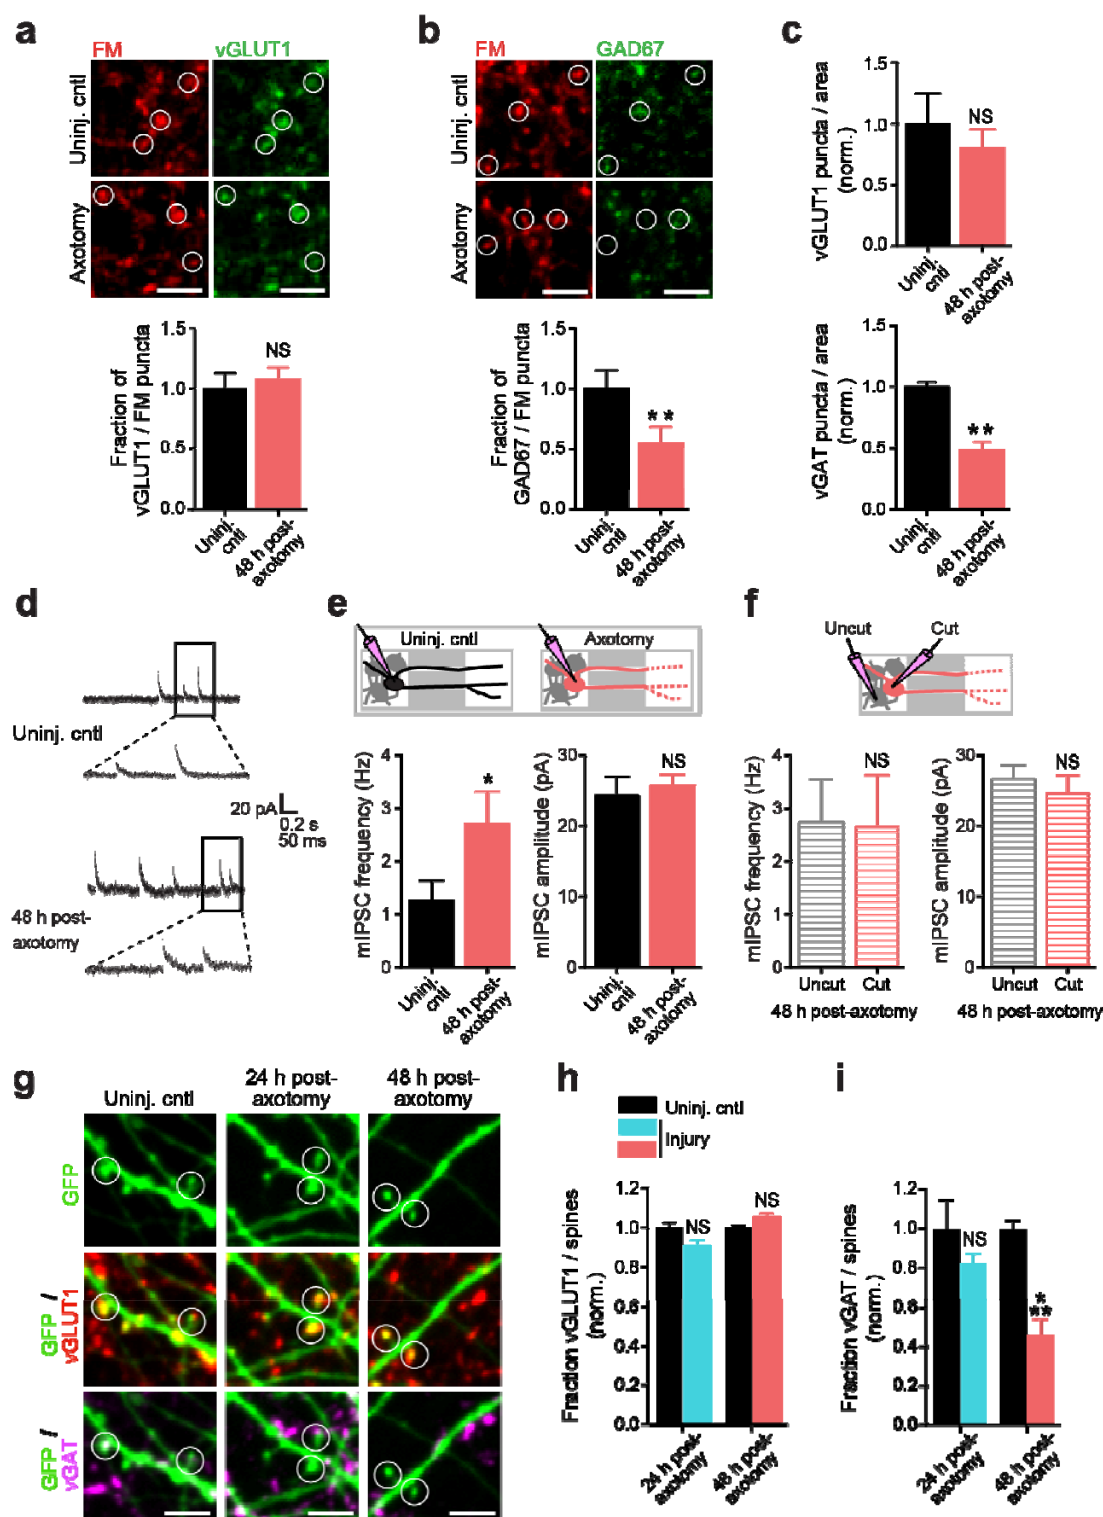 a
FM
vGLUT1
Uninj. cntl
Axotomy
Fraction of
vGLUT1 / FM puncta
1.5
1.0
0.5
0.0
NS
Uninj.
cntl
48 h post-
axotomy
b
FM
GAD67
Uninj. cntl
Axotomy
Fraction of
GAD67 / FM puncta
1.5
1.0
0.5
0.0
**
Uninj.
cntl
48 h post-
axotomy
c
vGLUT1 puncta / area
(norm.)
1.5
1.0
0.5
0.0
NS
Uninj.
cntl
48 h post-
axotomy
vGAT puncta / area
(norm.)
1.5
1.0
0.5
0.0
**
Uninj.
cntl
48 h post-
axotomy
d
Uninj. cntl
20 pA
0.2 s
50 ms
48 h post-
axotomy
e
Uninj. cntl
Axotomy
mIPSC frequency (Hz)
4
3
2
1
0
*
Uninj.
cntl
48 h post-
axotomy
mIPSC amplitude (pA)
30
20
10
0
NS
Uninj.
cntl
48 h post-
axotomy
f
Uncut
Cut
mIPSC frequency (Hz)
4
3
2
1
0
NS
Uncut
Cut
48 h post-axotomy
mIPSC amplitude (pA)
30
20
10
0
NS
Uncut
Cut
48 h post-axotomy
g
Uninj. cntl
24 h post-
axotomy
48 h post-
axotomy
GFP
GFP /
vGLUT1
GFP /
vGAT
h
Uninj. cntl
Injury
Fraction vGLUT1 / spines
(norm.)
1.2
1.0
0.8
0.6
0.4
0.2
0.0
NS
NS
24 h post-
axotomy
48 h post-
axotomy
i
Fraction vGAT / spines
(norm.)
1.2
1.0
0.8
0.6
0.4
0.2
0.0
NS
*
**
24 h post-
axotomy
48 h post-
axotomy